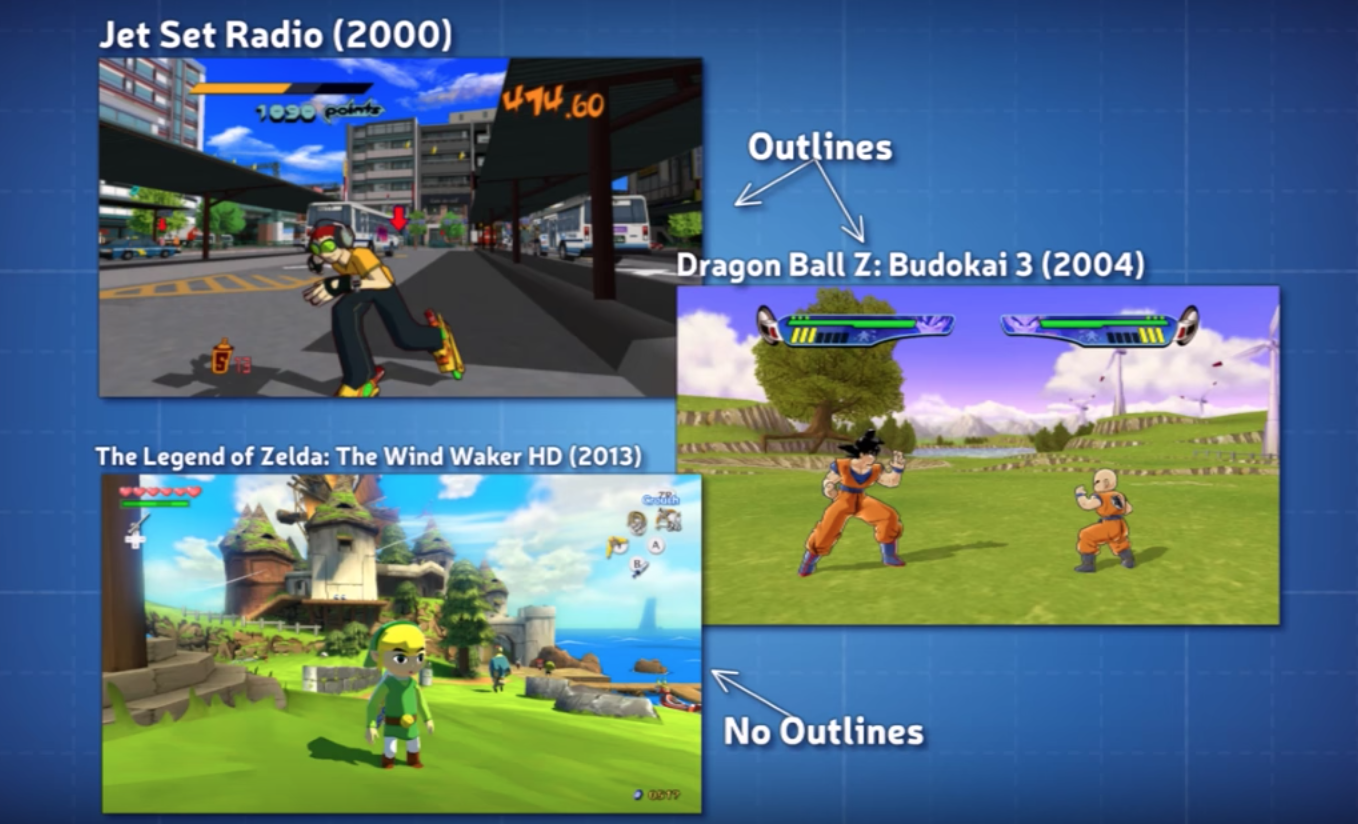 Jet Set Radio (2000)
1090 points
474.60
Outlines
Dragon Ball Z: Budokai 3 (2004)
The Legend of Zelda: The Wind Waker HD (2013)
Crouch
A
B
No Outlines